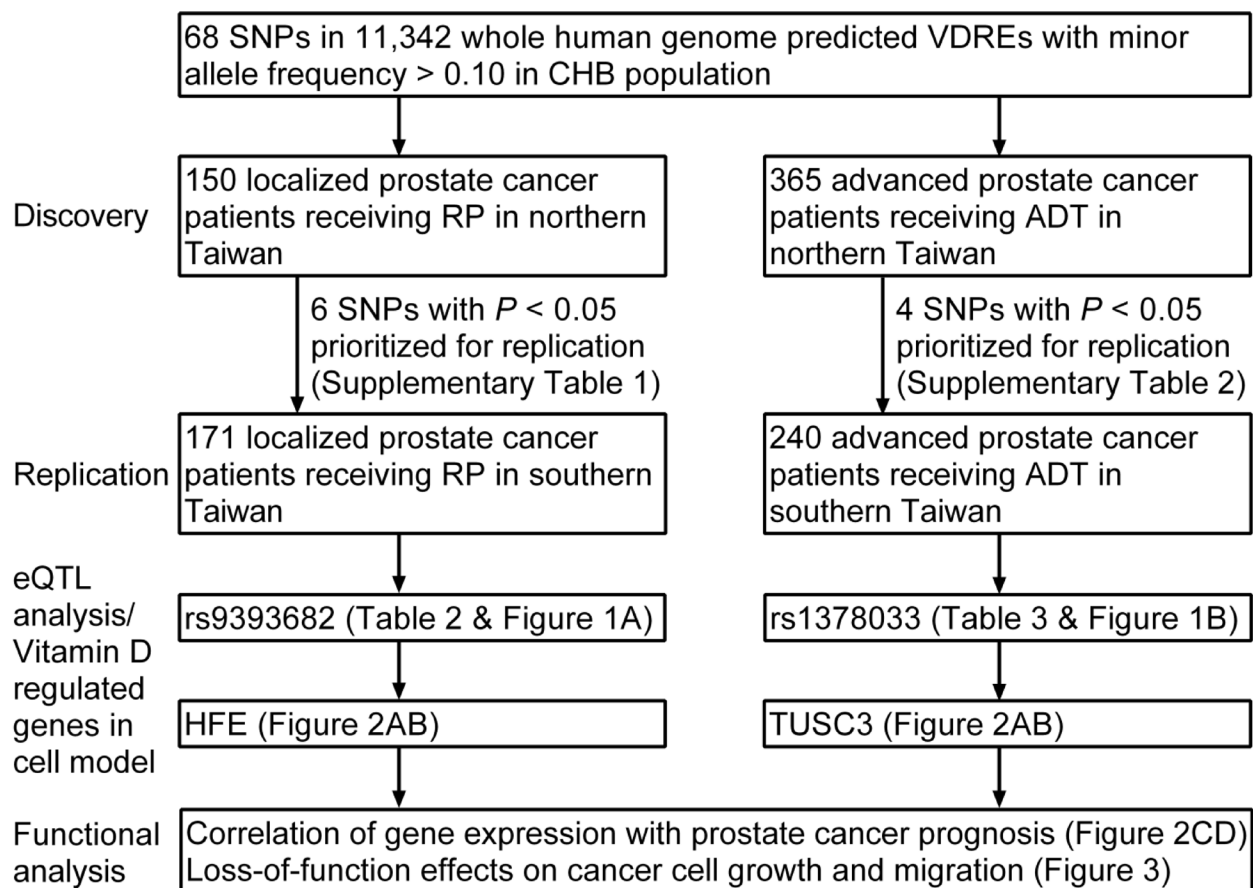 68 SNPs in 11,342 whole human genome predicted VDREs with minor
allele frequency > 0.10 in CHB population
Discovery
150 localized prostate cancer
patients receiving RP in northern
Taiwan
365 advanced prostate cancer
patients receiving ADT in
northern Taiwan
6 SNPs with P < 0.05
prioritized for replication
(Supplementary Table 1)
4 SNPs with P < 0.05
prioritized for replication
(Supplementary Table 2)
Replication
171 localized prostate cancer
patients receiving RP in southern
Taiwan
240 advanced prostate cancer
patients receiving ADT in
southern Taiwan
eQTL
analysis/
Vitamin D
regulated
genes in
cell model
rs9393682 (Table 2 & Figure 1A)
rs1378033 (Table 3 & Figure 1B)
HFE (Figure 2AB)
TUSC3 (Figure 2AB)
Functional
analysis
Correlation of gene expression with prostate cancer prognosis (Figure 2CD)
Loss-of-function effects on cancer cell growth and migration (Figure 3)